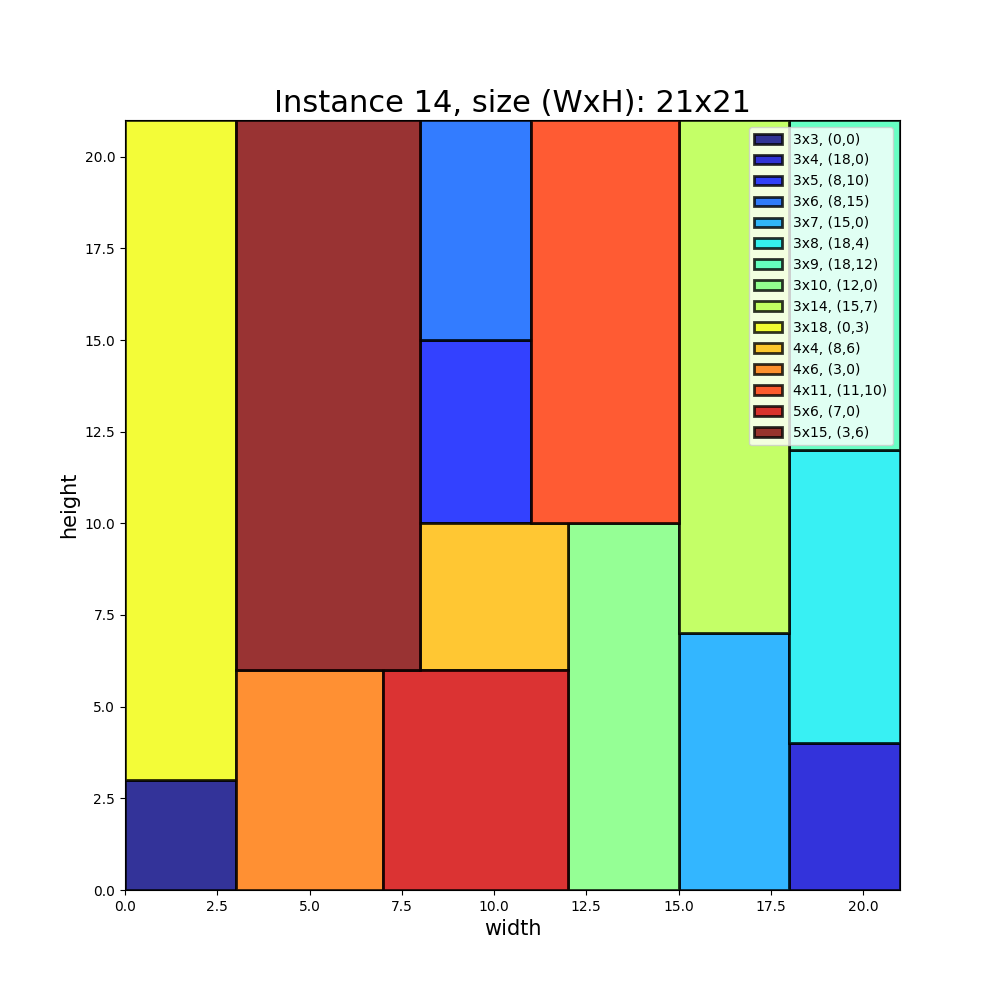 Instance 14, size (WxH): 21x21
3x3, (0,0)
3x4, (18,0)
3x5, (8,10)
3x6, (8,15)
3x7, (15,0)
3x8, (18,4)
3x9, (18,12)
3x10, (12,0)
3x14, (15,7)
3x18, (0,3)
4x4, (8,6)
4x6, (3,0)
4x11, (11,10)
5x6, (7,0)
5x15, (3,6)
height
20.0
17.5
15.0
12.5
10.0
7.5
5.0
2.5
0.0
0.0 2.5 5.0 7.5 10.0 12.5 15.0 17.5 20.0
width